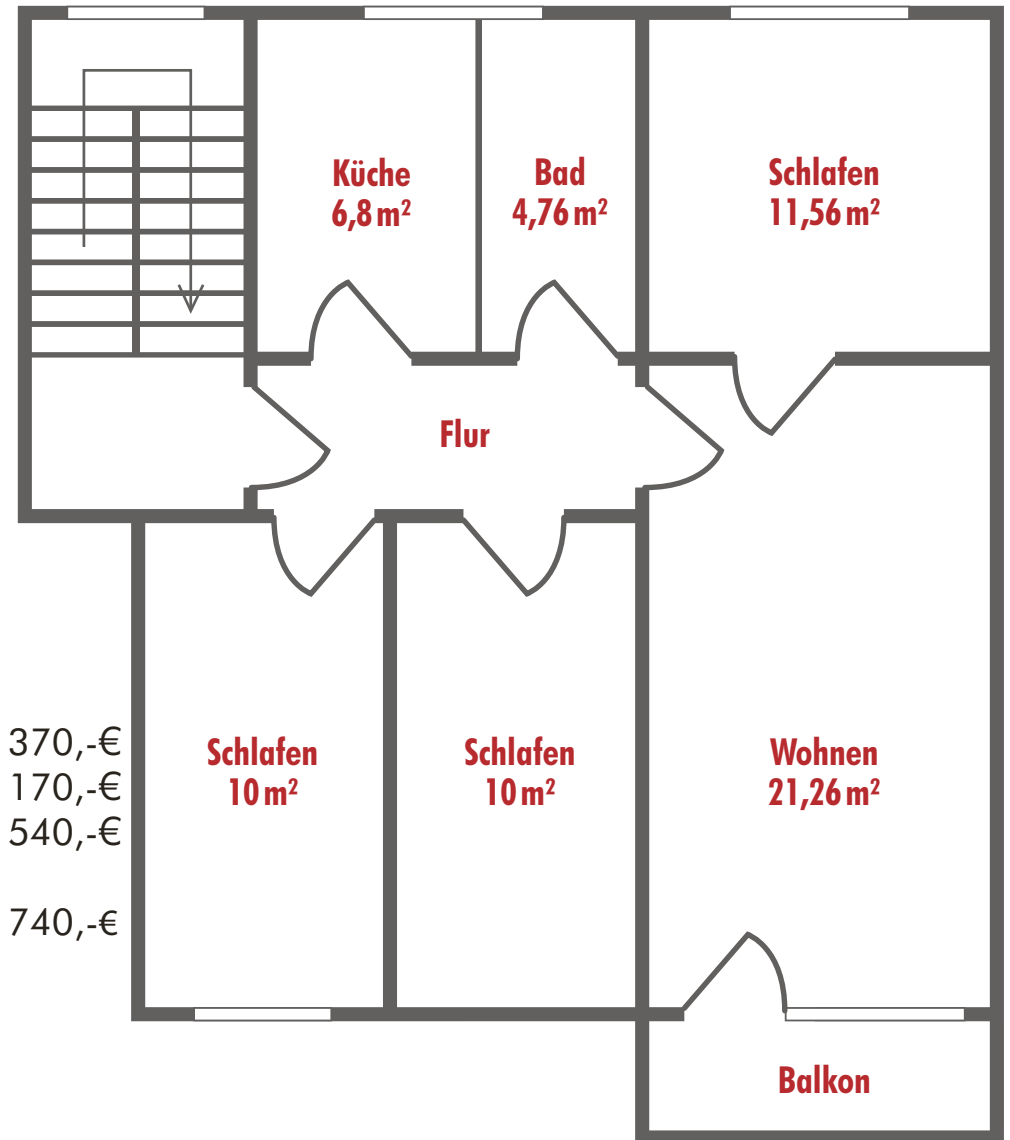 Küche
6,8 m²
Bad
4,76 m²
Schlafen
11,56 m²
Flur
370,-€
170,-€
540,-€
740,-€
Schlafen
10 m²
Schlafen
10 m²
Wohnen
21,26 m²
Balkon